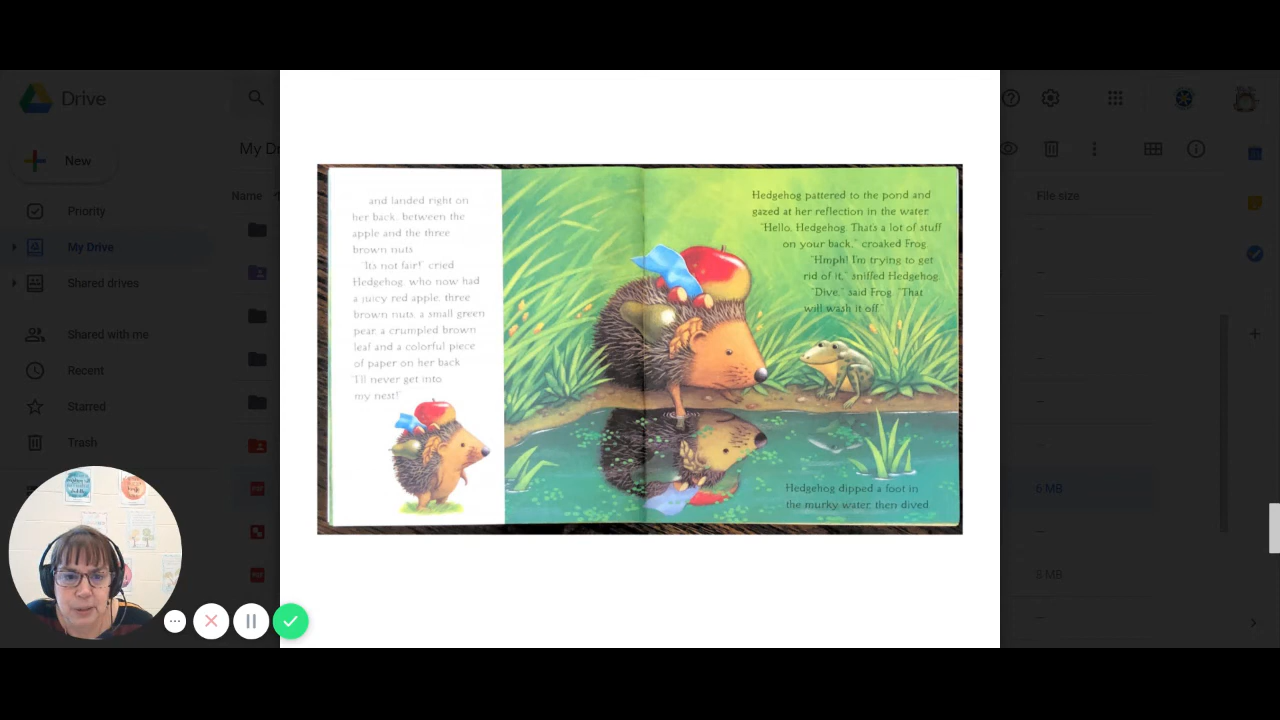 Drive
My D
New
Priority
My Drive
Shared drives
Shared with me
Recent
Starred
Trash
Name
File size
6 MB
3 MB
and landed right on
her back, between the
apple and the three
brown nuts.
"It's not fair!" cried
Hedgehog, who now had
a juicy red apple, three
brown nuts, a small green
pear, a crumpled brown
leaf and a colorful piece
of paper on her back.
"I'll never get into
my nest!"
Hedgehog pattered to the pond and
gazed at her reflection in the water.
"Hello, Hedgehog. That's a lot of stuff
on your back," croaked Frog.
"Hmph! I'm trying to get
rid of it," sniffed Hedgehog.
"Dive," said Frog. "That
will wash it off."
Hedgehog dipped a foot in
the murky water, then dived